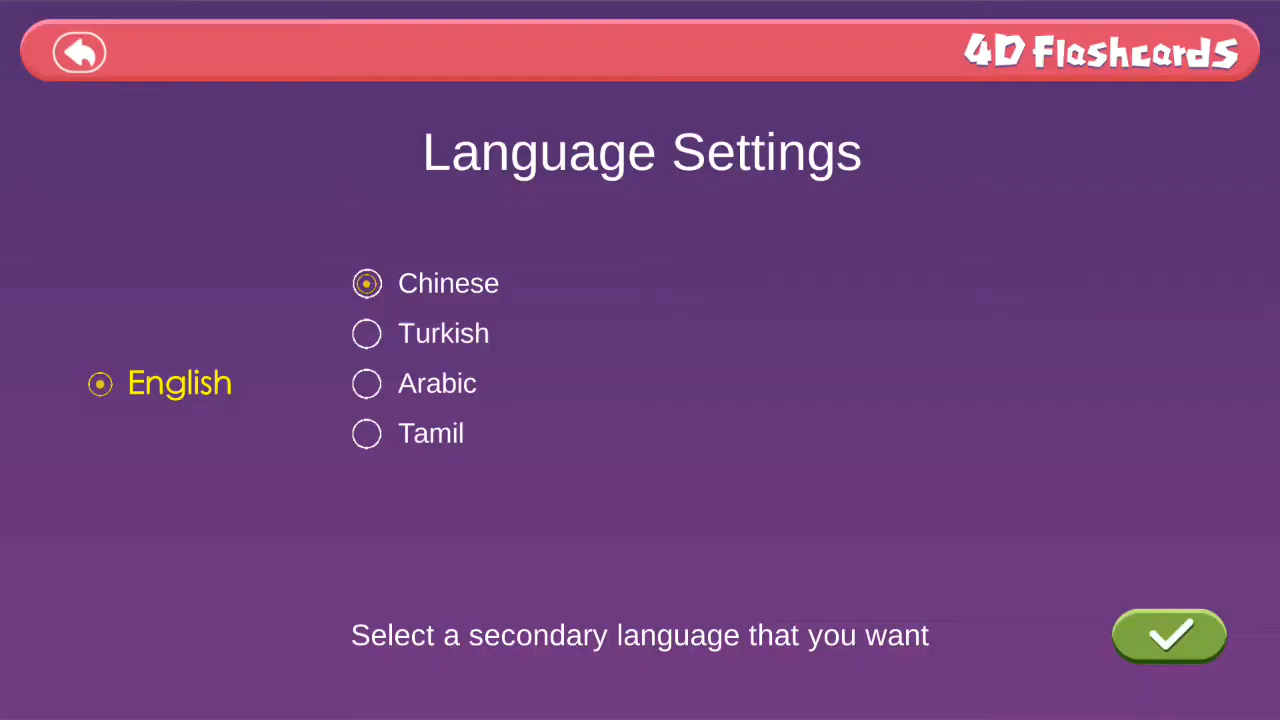 4D Flashcards
Language Settings
Chinese
Turkish
English
Arabic
Tamil
Select a secondary language that you want